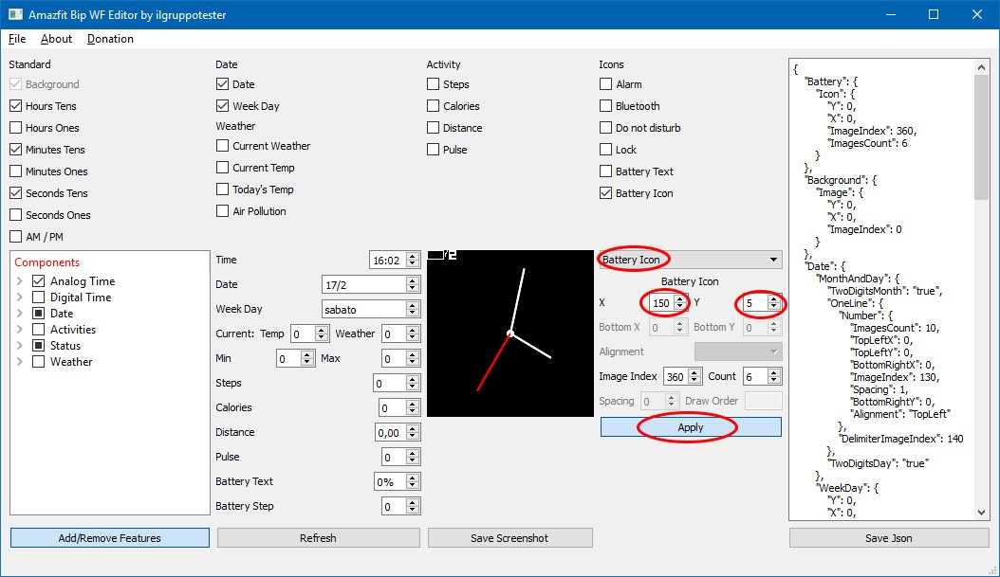 Amazfit Bip WF Editor by ilgruppotester
File About Donation
Standard
Background
Hours Tens
Hours Ones
Minutes Tens
Minutes Ones
Seconds Tens
Seconds Ones
AM / PM
Date
Date
Week Day
Weather
Current Weather
Current Temp
Today's Temp
Air Pollution
Activity
Steps
Calories
Distance
Pulse
Icons
Alarm
Bluetooth
Do not disturb
Lock
Battery Text
Battery Icon
Components
Analog Time
Digital Time
Date
Activities
Status
Weather
Add/Remove Features
Time 16:02
Date 17/2
Week Day sabato
Current: Temp 0 Weather 0
Min 0 Max 0
Steps 0
Calories 0
Distance 0,00
Pulse 0
Battery Text 0%
Battery Step 0
Refresh
/2
Save Screenshot
Battery Icon
Battery Icon
X 150 Y 5
Bottom X 0 Bottom Y 0
Alignment
Image Index 360 Count 6
Spacing 0 Draw Order
Apply
{
"Battery": {
"Icon": {
"Y": 0,
"X": 0,
"ImageIndex": 360,
"ImagesCount": 6
}
},
"Background": {
"Image": {
"Y": 0,
"X": 0,
"ImageIndex": 0
}
},
"Date": {
"MonthAndDay": {
"TwoDigitsMonth": "true",
"OneLine": {
"Number": {
"ImagesCount": 10,
"TopLeftX": 0,
"TopLeftY": 0,
"BottomRightX": 0,
"ImageIndex": 130,
"Spacing": 1,
"BottomRightY": 0,
"Alignment": "TopLeft"
},
"DelimiterImageIndex": 140
},
"TwoDigitsDay": "true"
},
"WeekDay": {
"Y": 0,
"X": 0,
Save Json